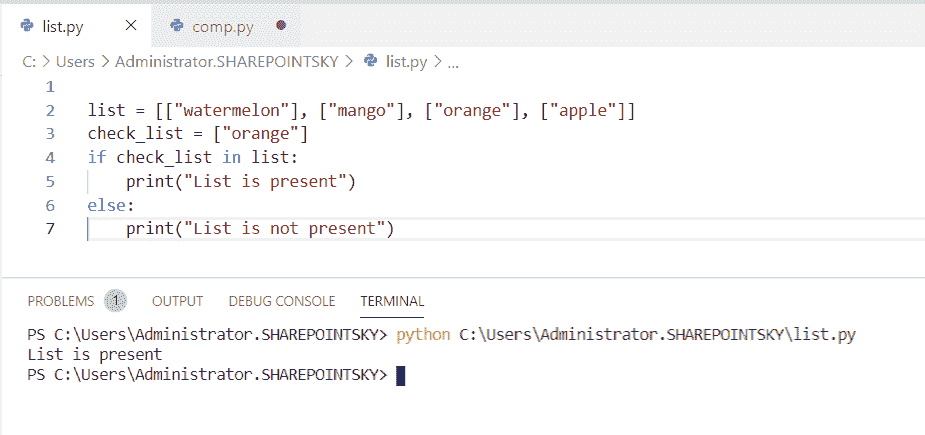 list.py × comp.py
C: > Users > Administrator.SHAREPOINTSKY > list.py > ...
1
2 list = [["watermelon"], ["mango"], ["orange"], ["apple"]]
3 check_list = ["orange"]
4 if check_list in list:
5     print("List is present")
6 else:
7     print("List is not present")
PROBLEMS 1 OUTPUT DEBUG CONSOLE TERMINAL
PS C:\Users\Administrator.SHAREPOINTSKY> python C:\Users\Administrator.SHAREPOINTSKY\list.py
List is present
PS C:\Users\Administrator.SHAREPOINTSKY>